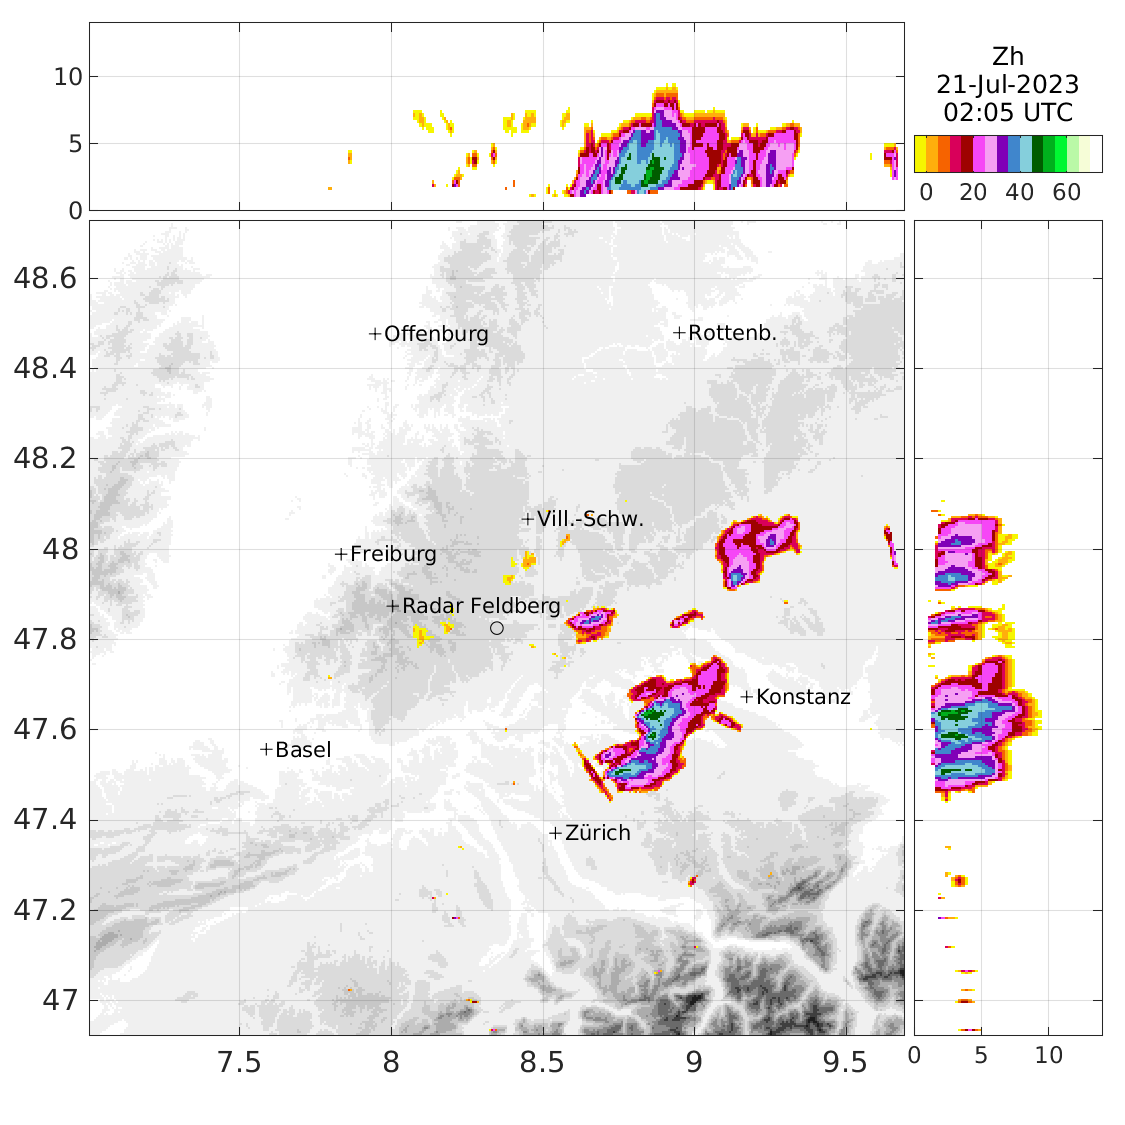 10
5
0
Zh
21-Jul-2023
02:05 UTC
0 20 40 60
48.6
48.4
48.2
48
47.8
47.6
47.4
47.2
47
+Offenburg
+Rottenb.
+Vill.-Schw.
+Freiburg
+Radar Feldberg
+Konstanz
+Basel
+Zürich
7.5 8 8.5 9 9.5
0 5 10